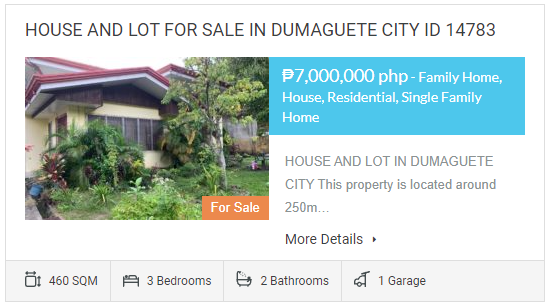 HOUSE AND LOT FOR SALE IN DUMAGUETE CITY ID 14783
₱7,000,000 php - Family Home,
House, Residential, Single Family
Home
For Sale
HOUSE AND LOT IN DUMAGUETE
CITY This property is located around
250m…
More Details
460 SQM
3 Bedrooms
2 Bathrooms
1 Garage